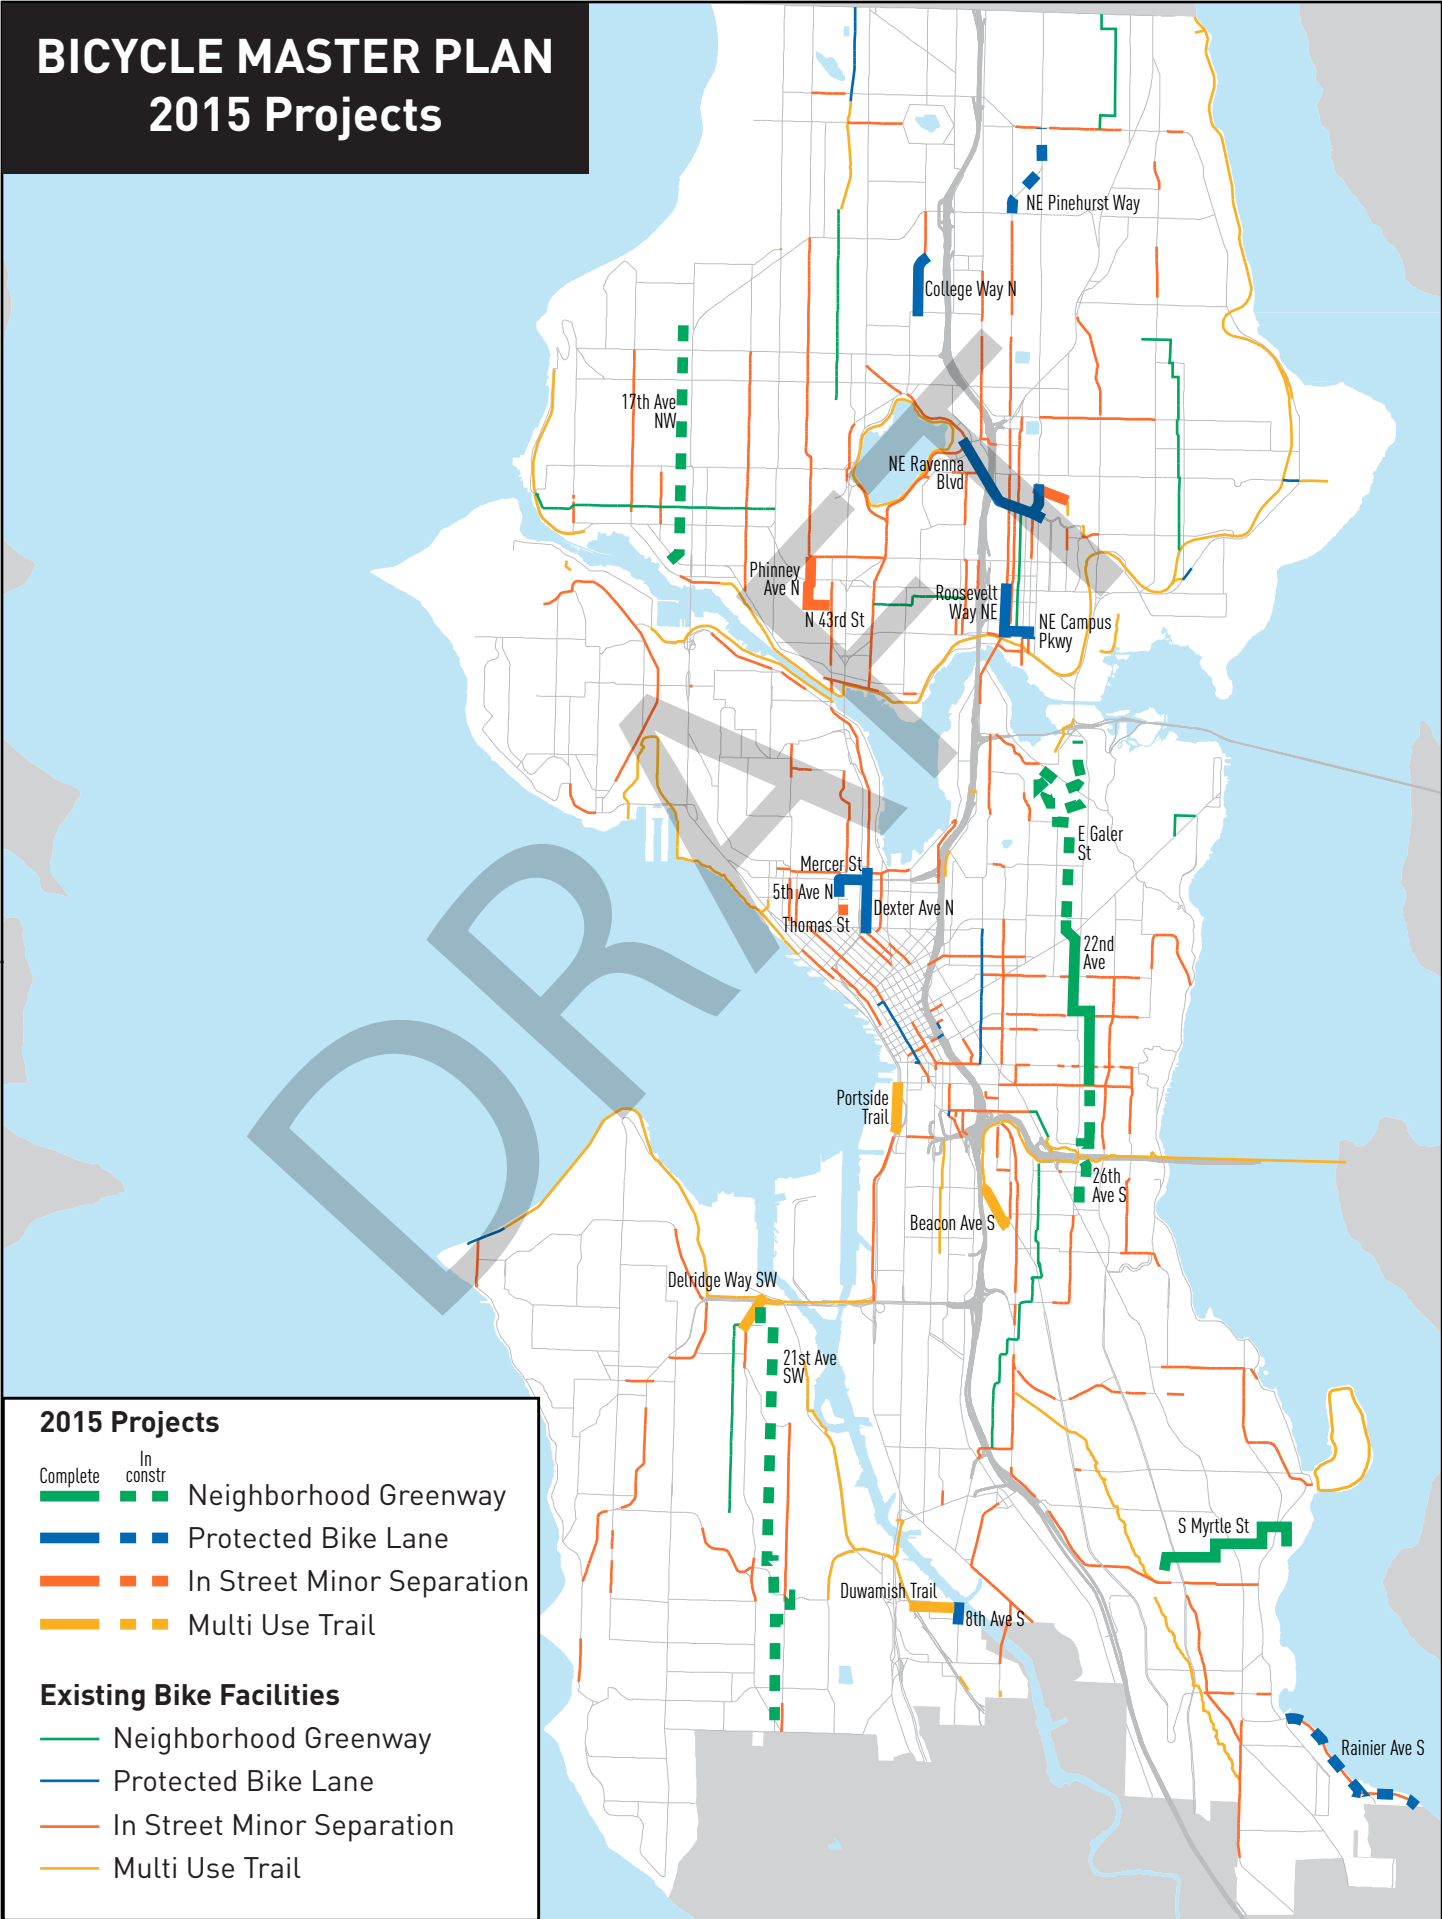 BICYCLE MASTER PLAN
2015 Projects
NE Pinehurst Way
College Way N
17th Ave
NW
NE Ravenna
Blvd
Phinney
Ave N
N 43rd St
Roosevelt
Way NE
NE Campus
Pkwy
E Galer
St
Mercer St
5th Ave N
Dexter Ave N
Thomas St
22nd
Ave
Portside
Trail
26th
Ave S
Beacon Ave S
Delridge Way SW
21st Ave
SW
S Myrtle St
Duwamish Trail
8th Ave S
Rainier Ave S
DRAFT
2015 Projects
Complete
In
constr
Neighborhood Greenway
Protected Bike Lane
In Street Minor Separation
Multi Use Trail
Existing Bike Facilities
Neighborhood Greenway
Protected Bike Lane
In Street Minor Separation
Multi Use Trail